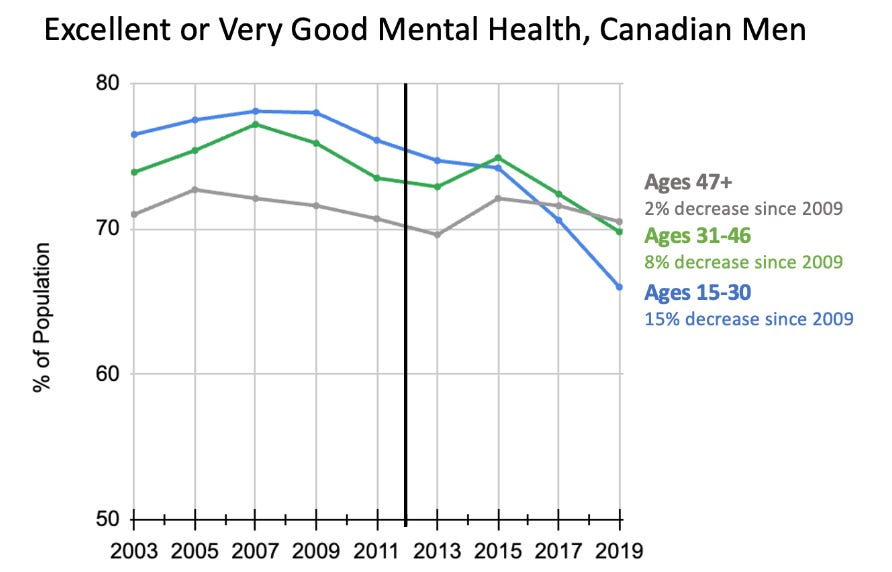 Excellent or Very Good Mental Health, Canadian Men
% of Population
80
70
60
50
2003 2005 2007 2009 2011 2013 2015 2017 2019
Ages 47+
2% decrease since 2009
Ages 31-46
8% decrease since 2009
Ages 15-30
15% decrease since 2009